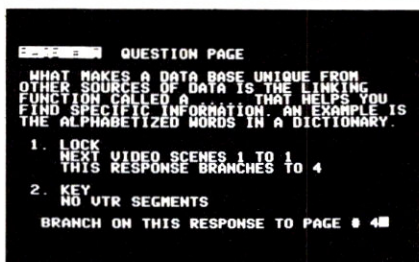 QUESTION PAGE
WHAT MAKES A DATA BASE UNIQUE FROM
OTHER SOURCES OF DATA IS THE LINKING
FUNCTION CALLED A ..... THAT HELPS YOU
FIND SPECIFIC INFORMATION. AN EXAMPLE IS
THE ALPHABETIZED WORDS IN A DICTIONARY.
1. LOCK
NEXT VIDEO SCENES 1 TO 1
THIS RESPONSE BRANCHES TO 4
2. KEY
NO VTR SEGMENTS
BRANCH ON THIS RESPONSE TO PAGE # 4